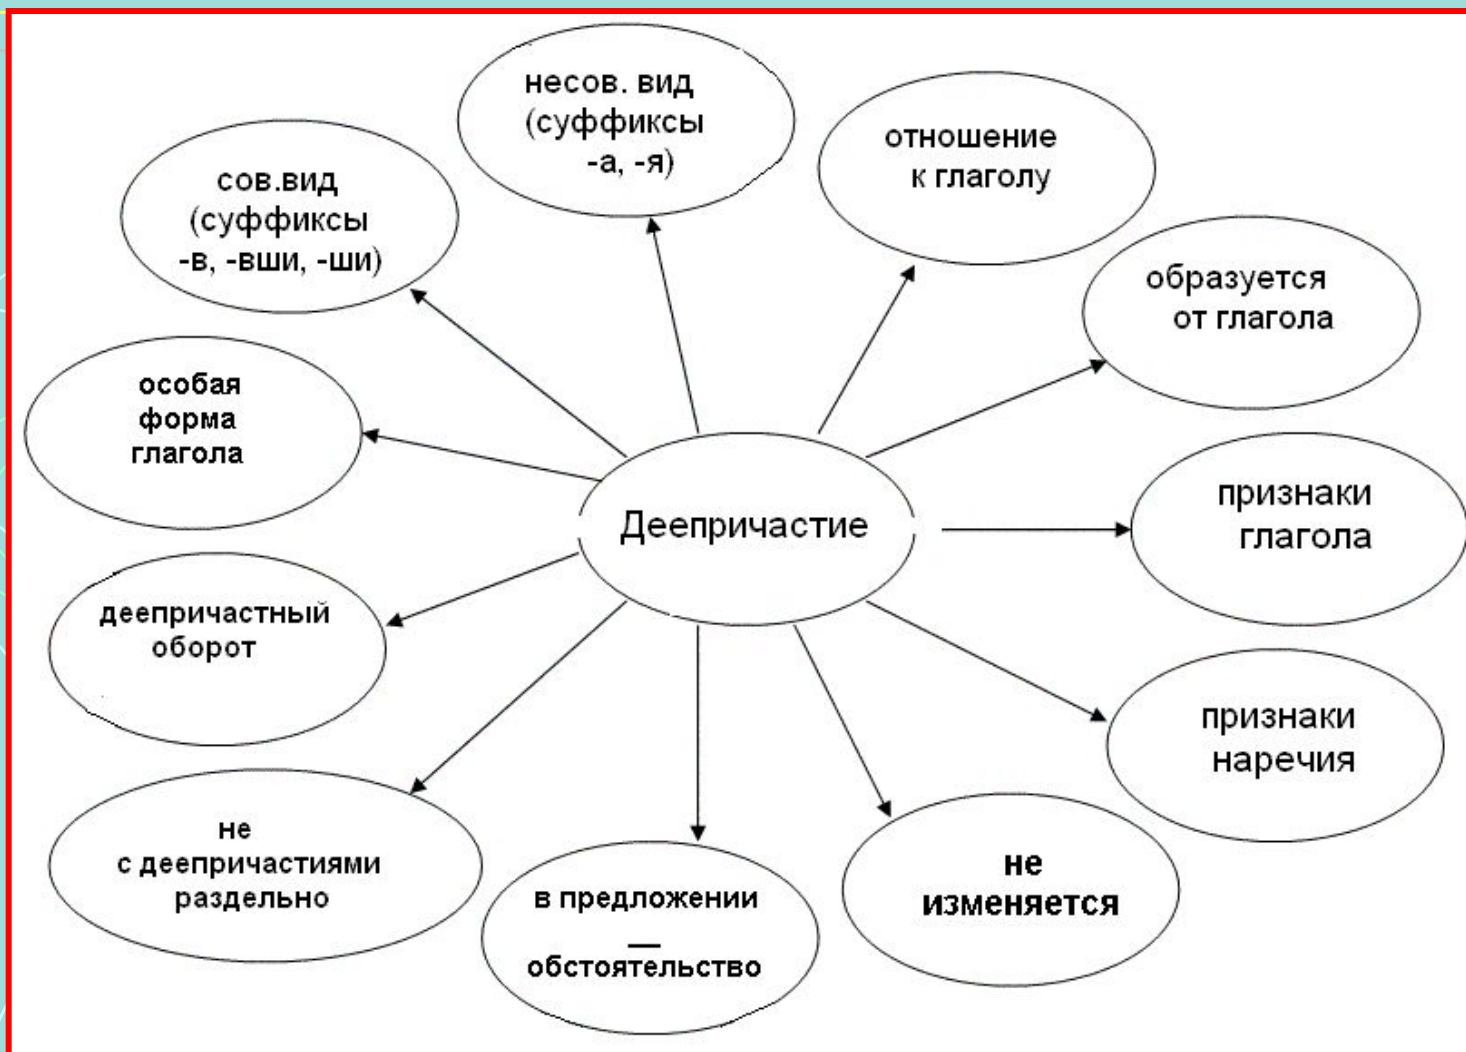 несов. вид
(суффиксы
-а, -я)
отношение
к глаголу
сов.вид
(суффиксы
-в, -вши, -ши)
образуется
от глагола
особая
форма
глагола
Деепричастие
признаки
глагола
деепричастный
оборот
признаки
наречия
не
с деепричастиями
раздельно
в предложении
—
обстоятельство
не
изменяется